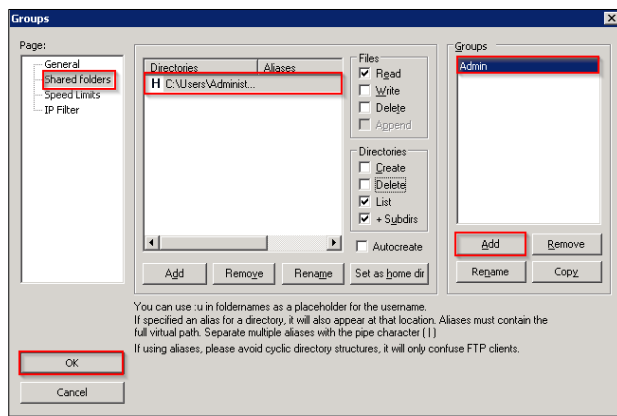 Groups
Page:
General
Shared folders
Speed Limits
IP Filter
Directories Aliases
H C:\Users\Administ...
Files
Read
Write
Delete
Append
Directories
Create
Delete
List
+ Subdirs
Autocreate
Add Remove Rename Set as home dir
Groups
Admin
Add Remove
Rename Copy
You can use :u in foldernames as a placeholder for the username.
If specified an alias for a directory, it will also appear at that location. Aliases must contain the
full virtual path. Separate multiple aliases with the pipe character ( | )
If using aliases, please avoid cyclic directory structures, it will only confuse FTP clients.
OK
Cancel